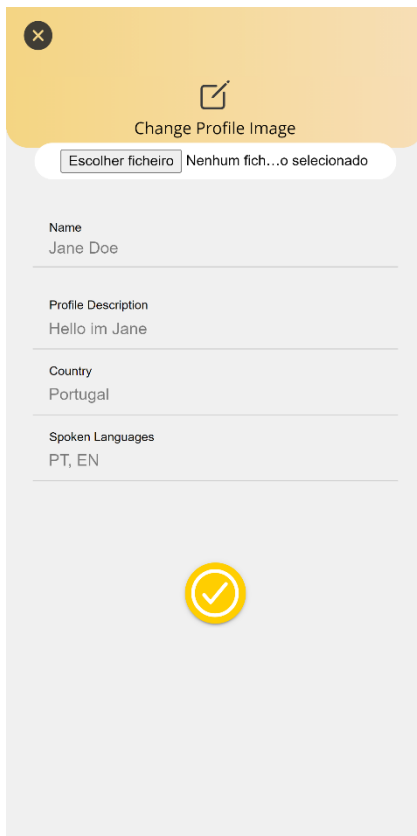 Change Profile Image
Escolher ficheiro Nenhum fich...o selecionado
Name
Jane Doe
Profile Description
Hello im Jane
Country
Portugal
Spoken Languages
PT, EN